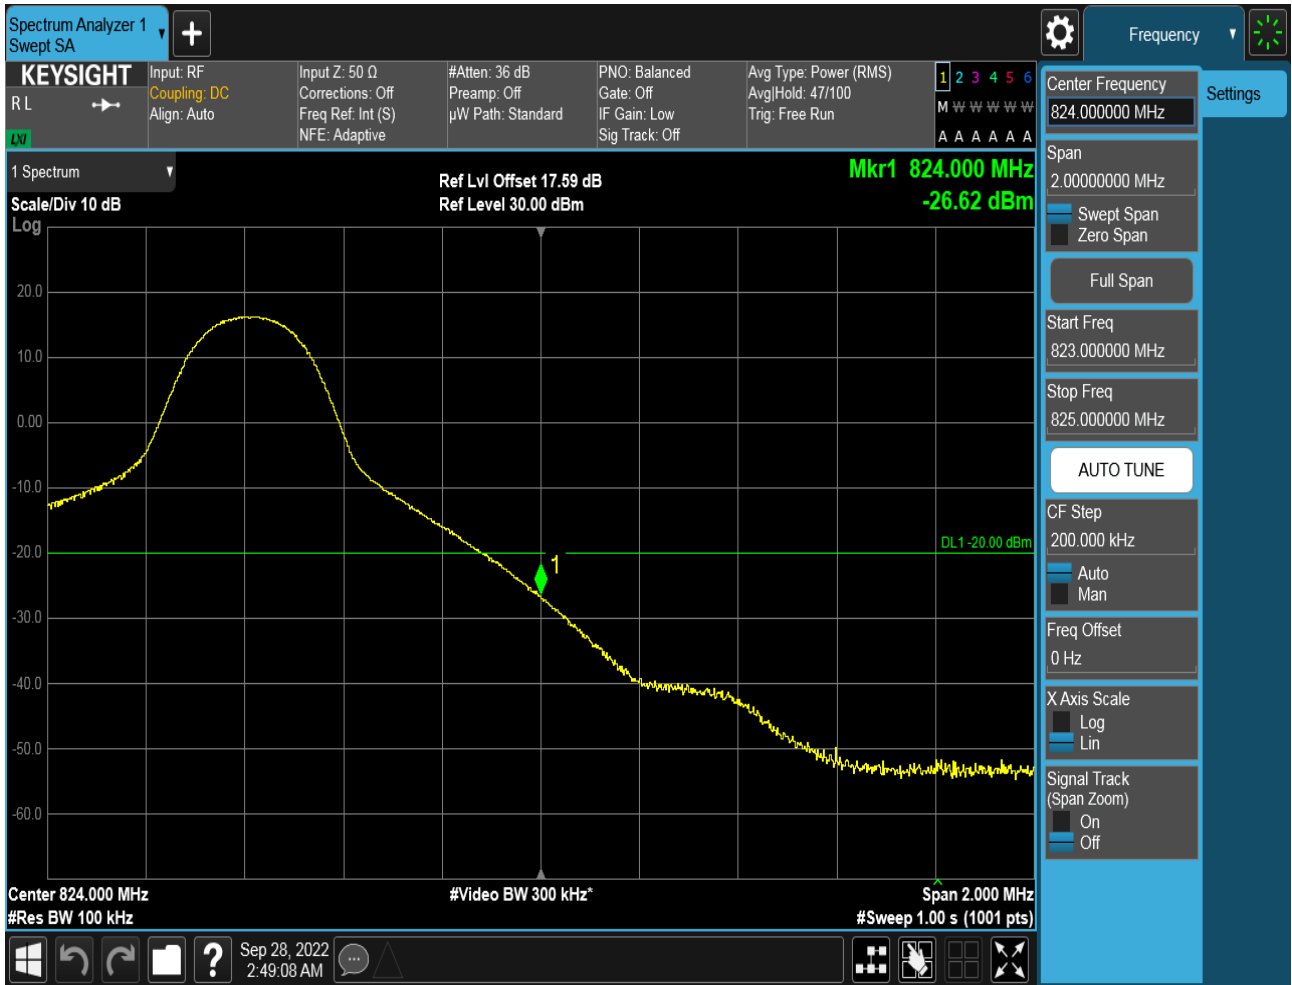 Spectrum Analyzer 1
Swept SA
Frequency
KEYSIGHT
R L
LXI
Input: RF
Coupling: DC
Align: Auto
Input Z: 50 Ω
Corrections: Off
Freq Ref: Int (S)
NFE: Adaptive
#Atten: 36 dB
Preamp: Off
µW Path: Standard
PNO: Balanced
Gate: Off
IF Gain: Low
Sig Track: Off
Avg Type: Power (RMS)
Avg|Hold: 47/100
Trig: Free Run
1 2 3 4 5 6
M W W W W W
A A A A A A
1 Spectrum
Scale/Div 10 dB
Log
Ref Lvl Offset 17.59 dB
Ref Level 30.00 dBm
Mkr1 824.000 MHz
-26.62 dBm
20.0
10.0
0.00
-10.0
-20.0
-30.0
-40.0
-50.0
-60.0
DL1 -20.00 dBm
1
Center 824.000 MHz
#Res BW 100 kHz
#Video BW 300 kHz*
Span 2.000 MHz
#Sweep 1.00 s (1001 pts)
Center Frequency
824.000000 MHz
Settings
Span
2.00000000 MHz
Swept Span
Zero Span
Full Span
Start Freq
823.000000 MHz
Stop Freq
825.000000 MHz
AUTO TUNE
CF Step
200.000 kHz
Auto
Man
Freq Offset
0 Hz
X Axis Scale
Log
Lin
Signal Track
(Span Zoom)
On
Off
?
Sep 28, 2022
2:49:08 AM